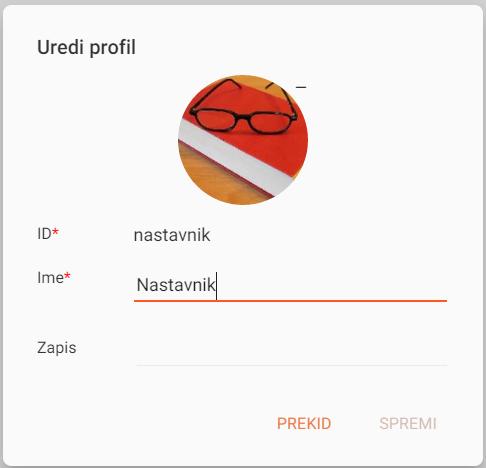 Uredi profil
ID* nastavnik
Ime* Nastavnik
Zapis
PREKID SPREMI